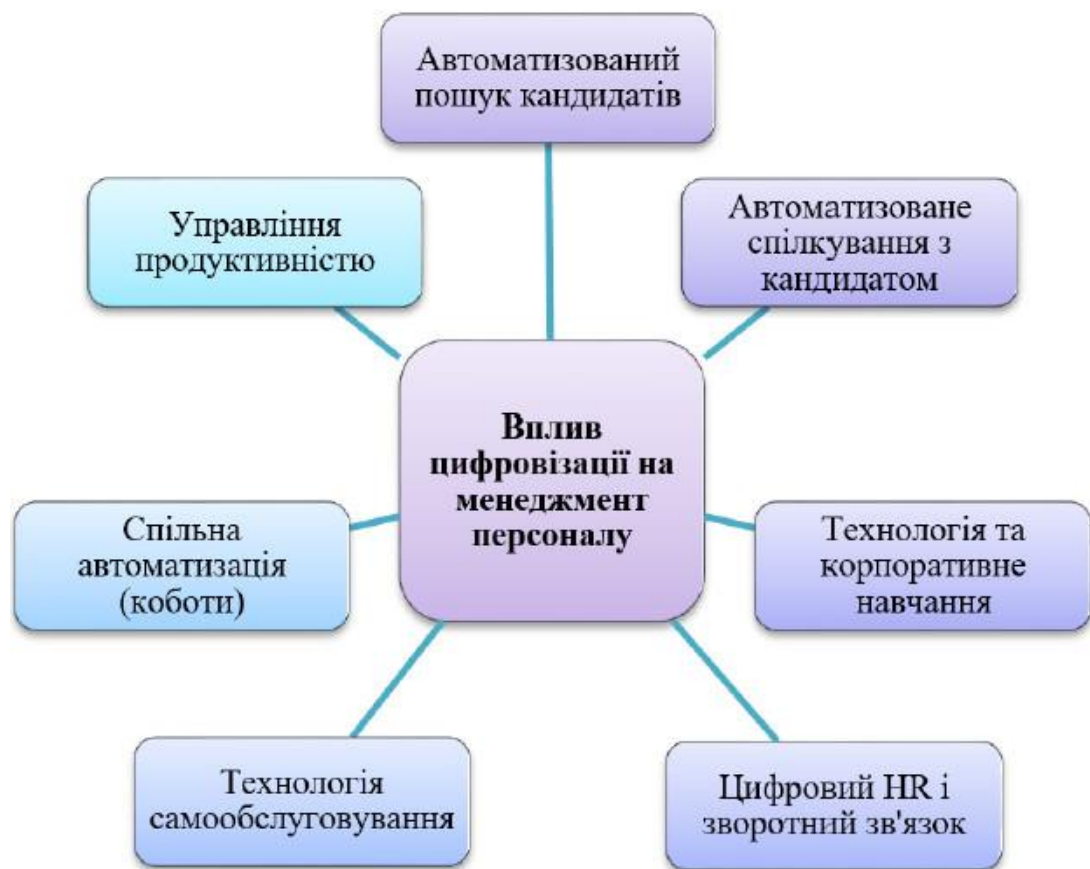 Автоматизований
пошук кандидатів
Управління
продуктивністю
Автоматизоване
спілкування з
кандидатом
Вплив
цифровізації на
менеджмент
персоналу
Спільна
автоматизація
(коботи)
Технологія та
корпоративне
навчання
Технологія
самообслуговування
Цифровий HR і
зворотний зв'язок